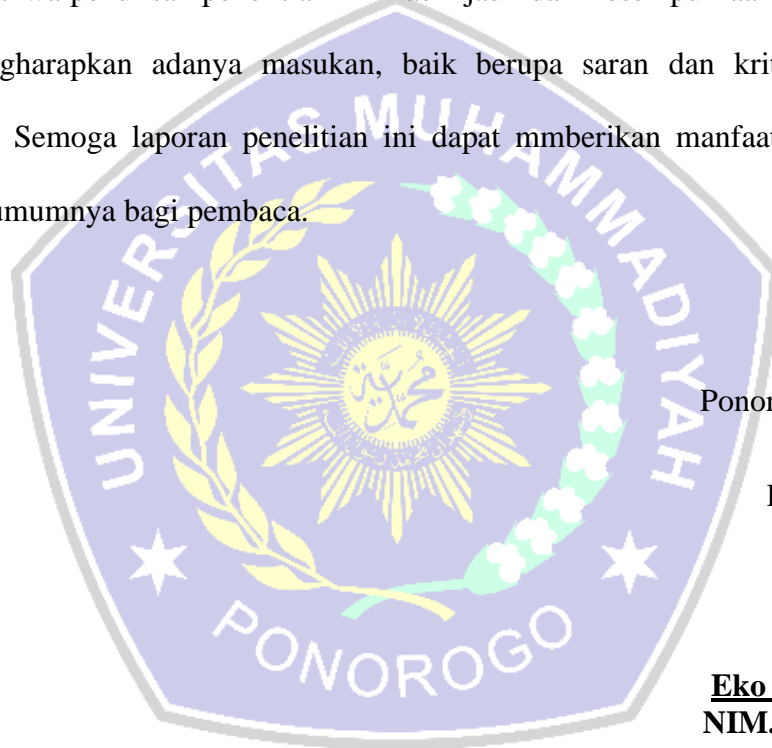 gharapkan adanya masukan, baik berupa saran dan krit
Semoga laporan penelitian ini dapat mmberikan manfaat
umumnya bagi pembaca.
UNIVERSITAS MUHAMMADIYAH
Ponor
PONOROGO
Eko
NIM.